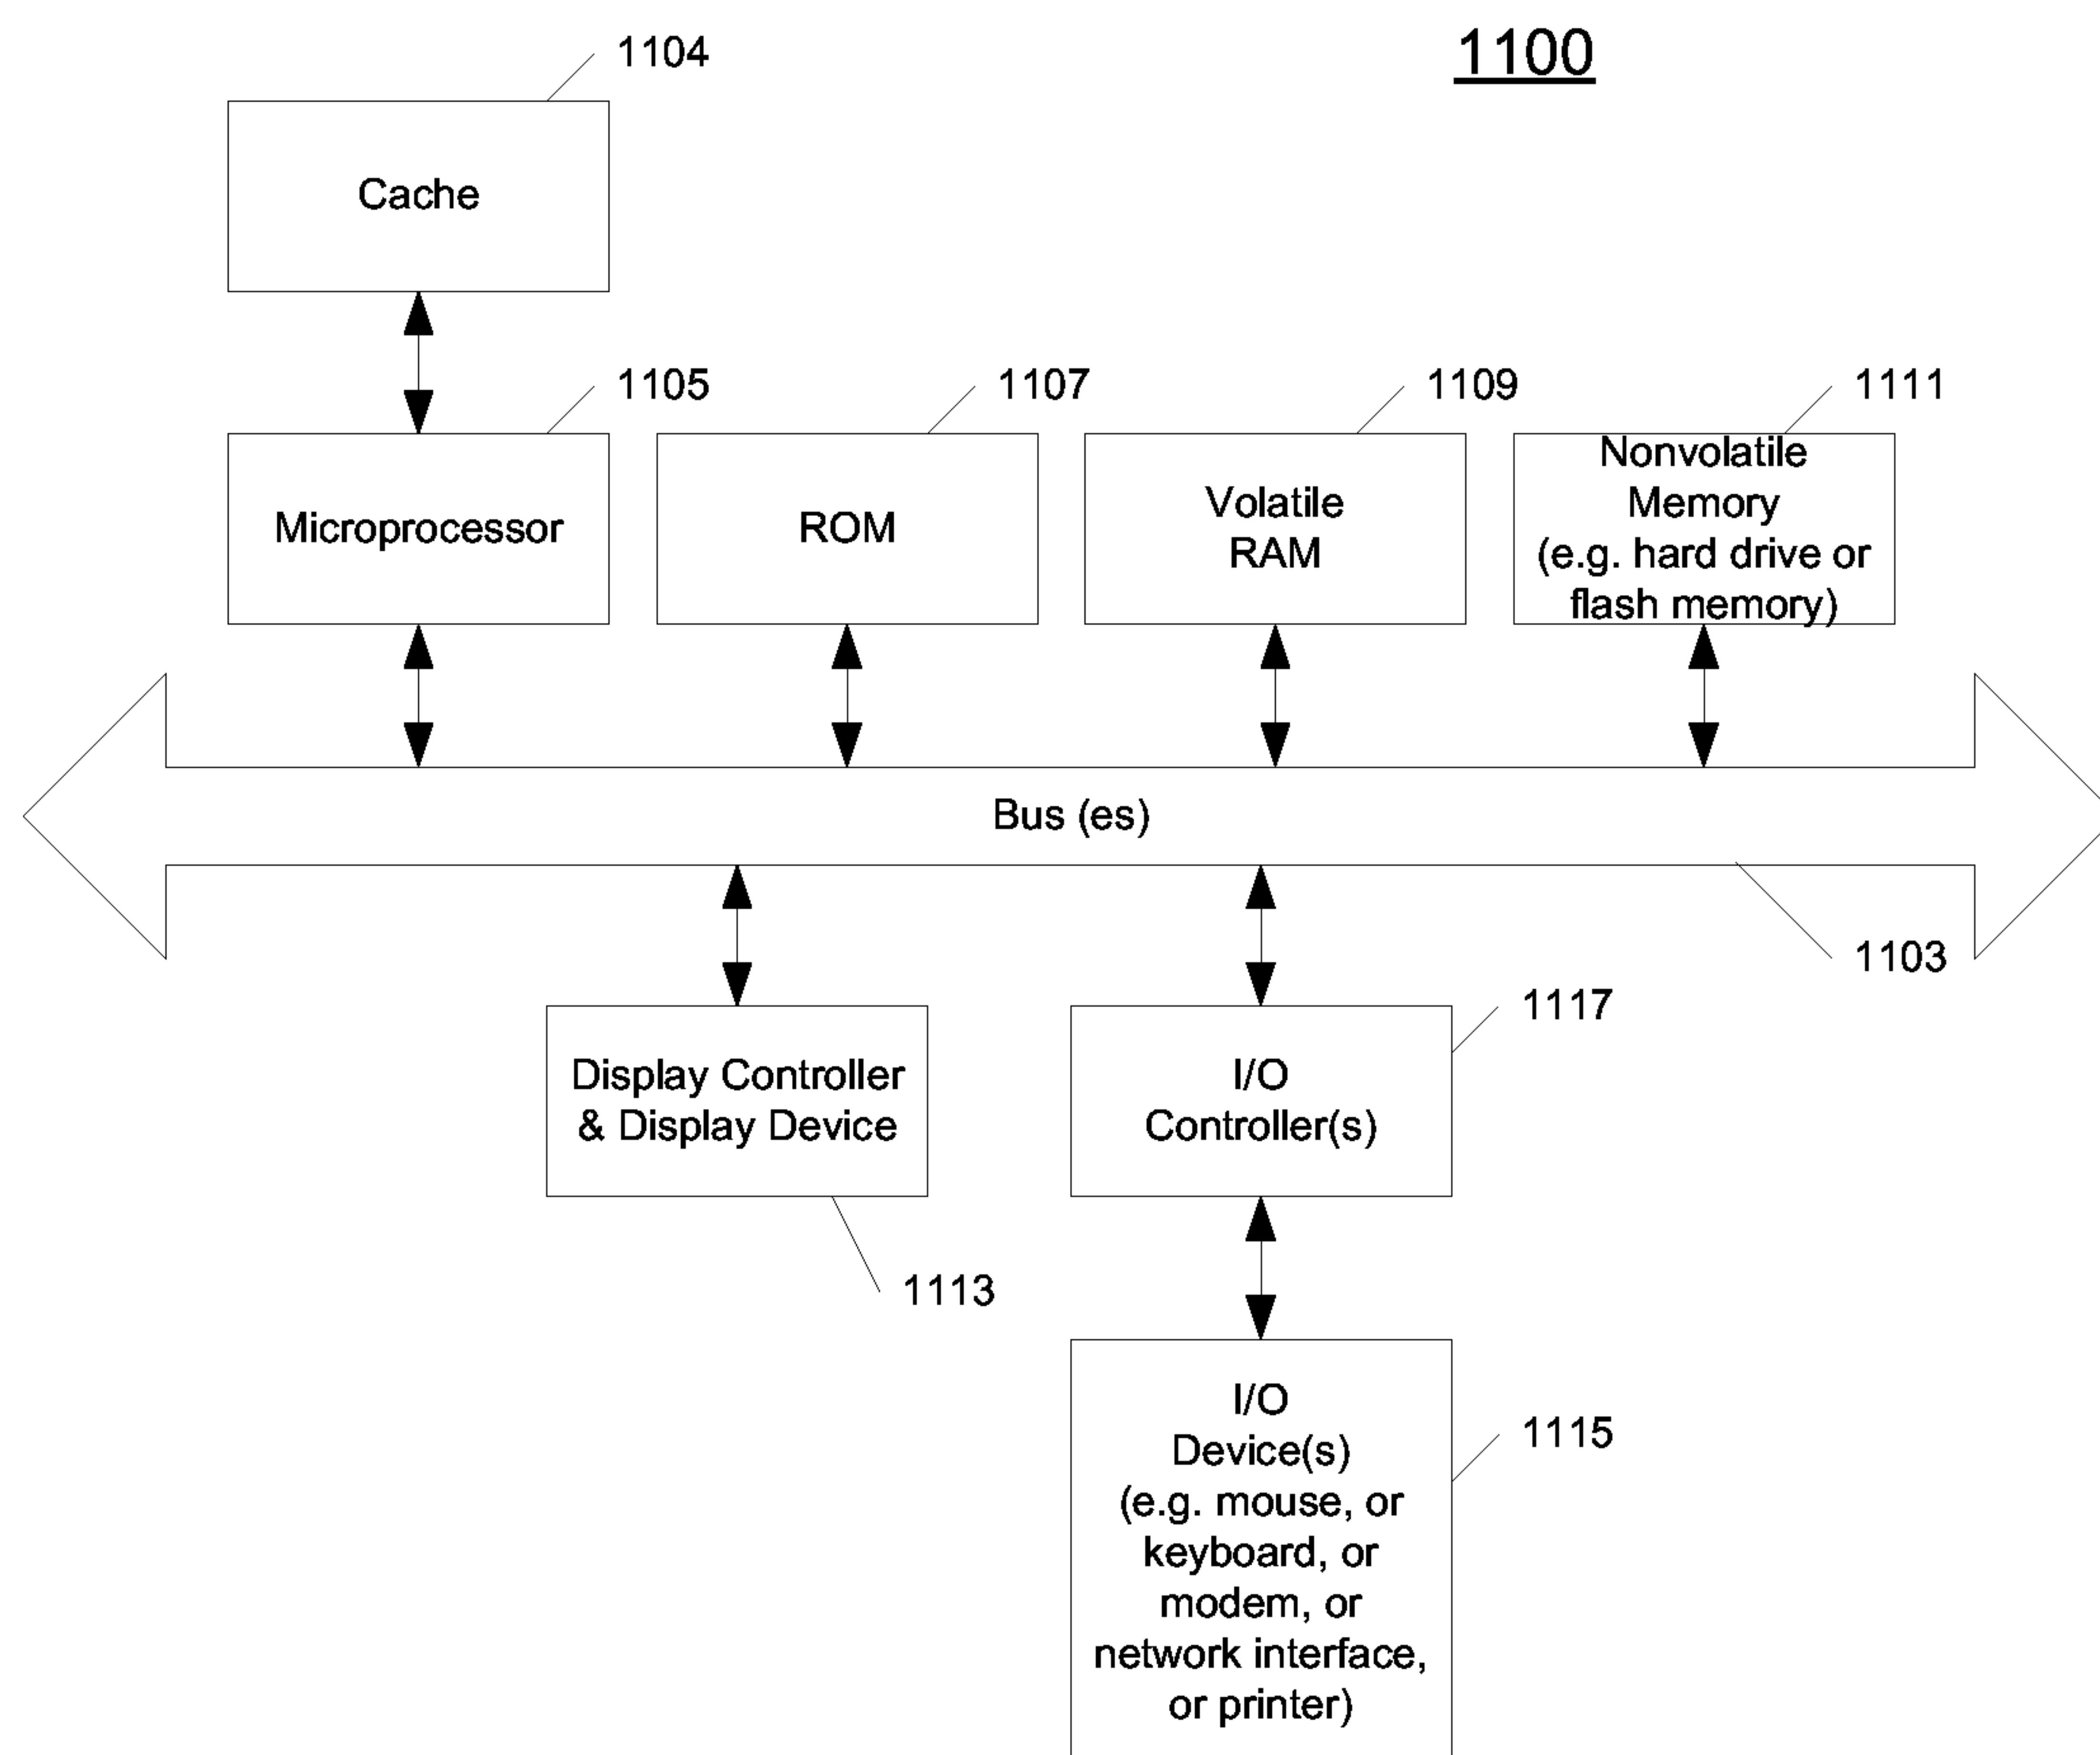 1104
1100
Cache
1105
1107
1109
1111
Microprocessor
ROM
Volatile
RAM
Nonvolatile
Memory
(e.g. hard drive or
flash memory)
Bus (es)
1103
1117
Display Controller
& Display Device
I/O
Controller(s)
1113
I/O
Device(s)
(e.g. mouse, or
keyboard, or
modem, or
network interface,
or printer)
1115